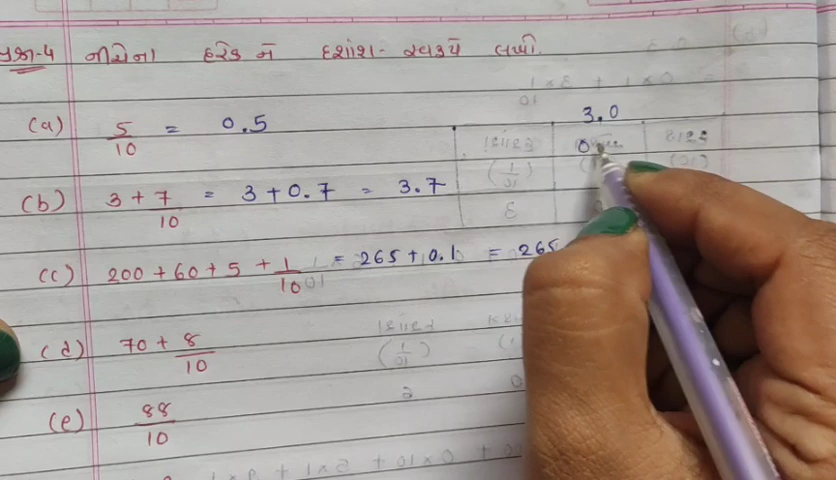 પ્રશ્ન-4 નીચેના દરેક ને દશાંશ-સ્વરૂપે લખો.
(a) 5/10 = 0.5
3.0
0
(b) 3 + 7/10 = 3 + 0.7 = 3.7
(c) 200 + 60 + 5 + 1/10 = 265 + 0.1 = 265
(d) 70 + 8/10
(e) 88/10